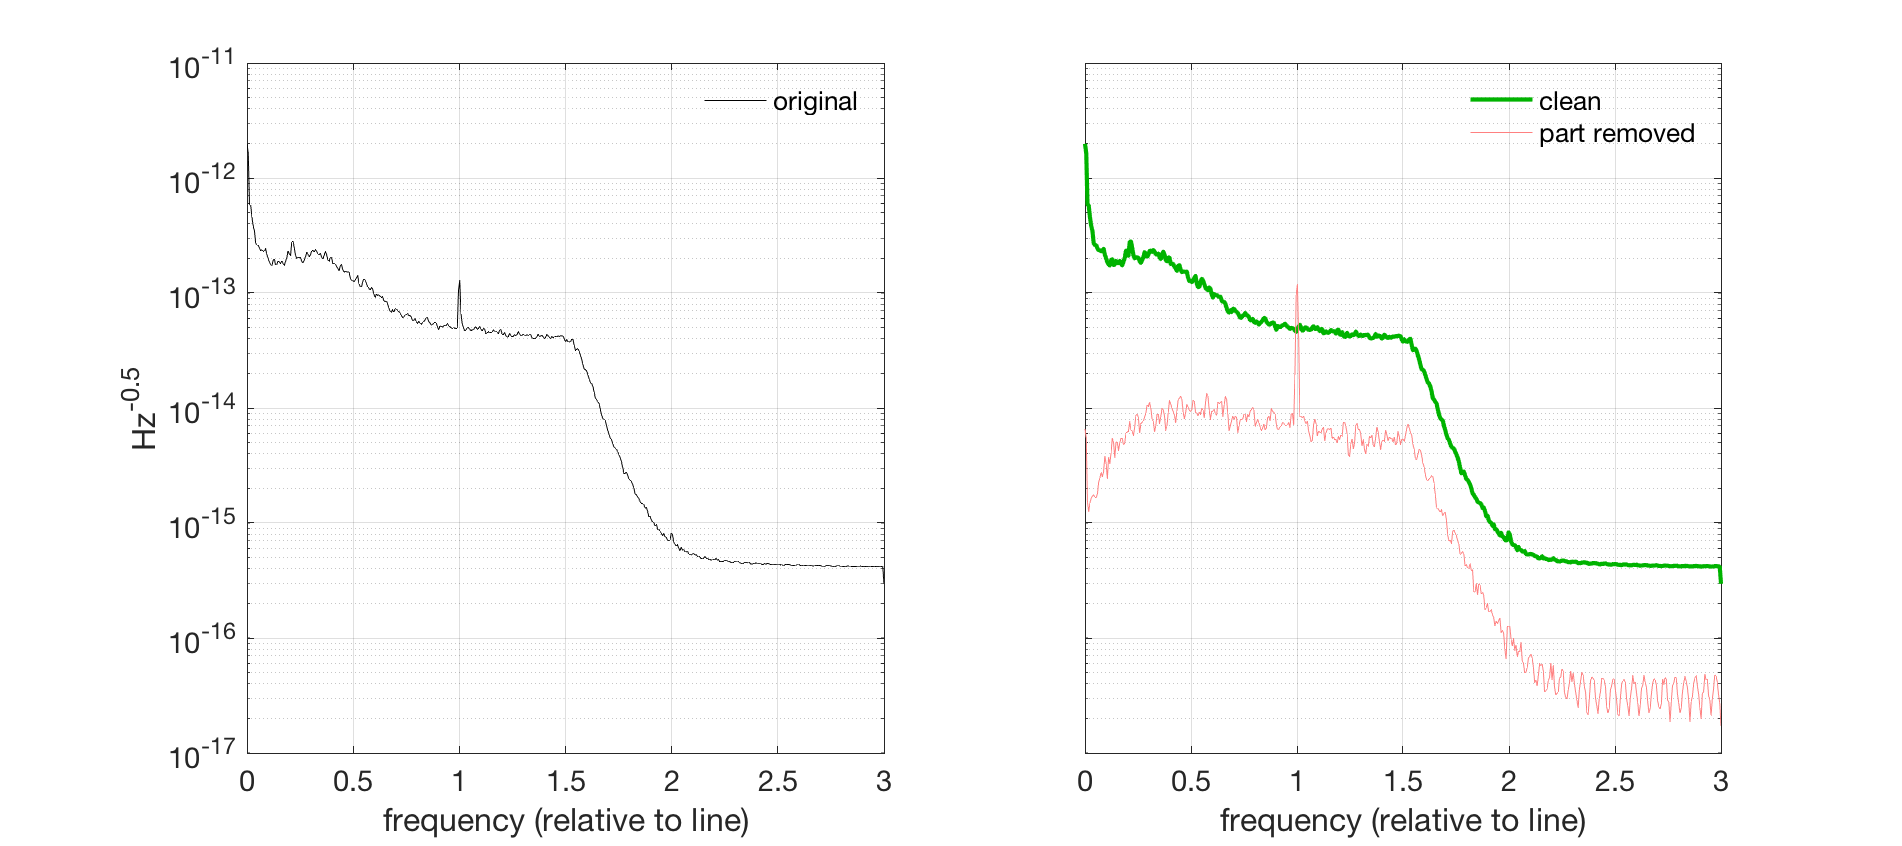 original
10^-11
10^-12
10^-13
10^-14
10^-15
10^-16
10^-17
Hz^-0.5
0 0.5 1 1.5 2 2.5 3
frequency (relative to line)
clean
part removed
0 0.5 1 1.5 2 2.5 3
frequency (relative to line)